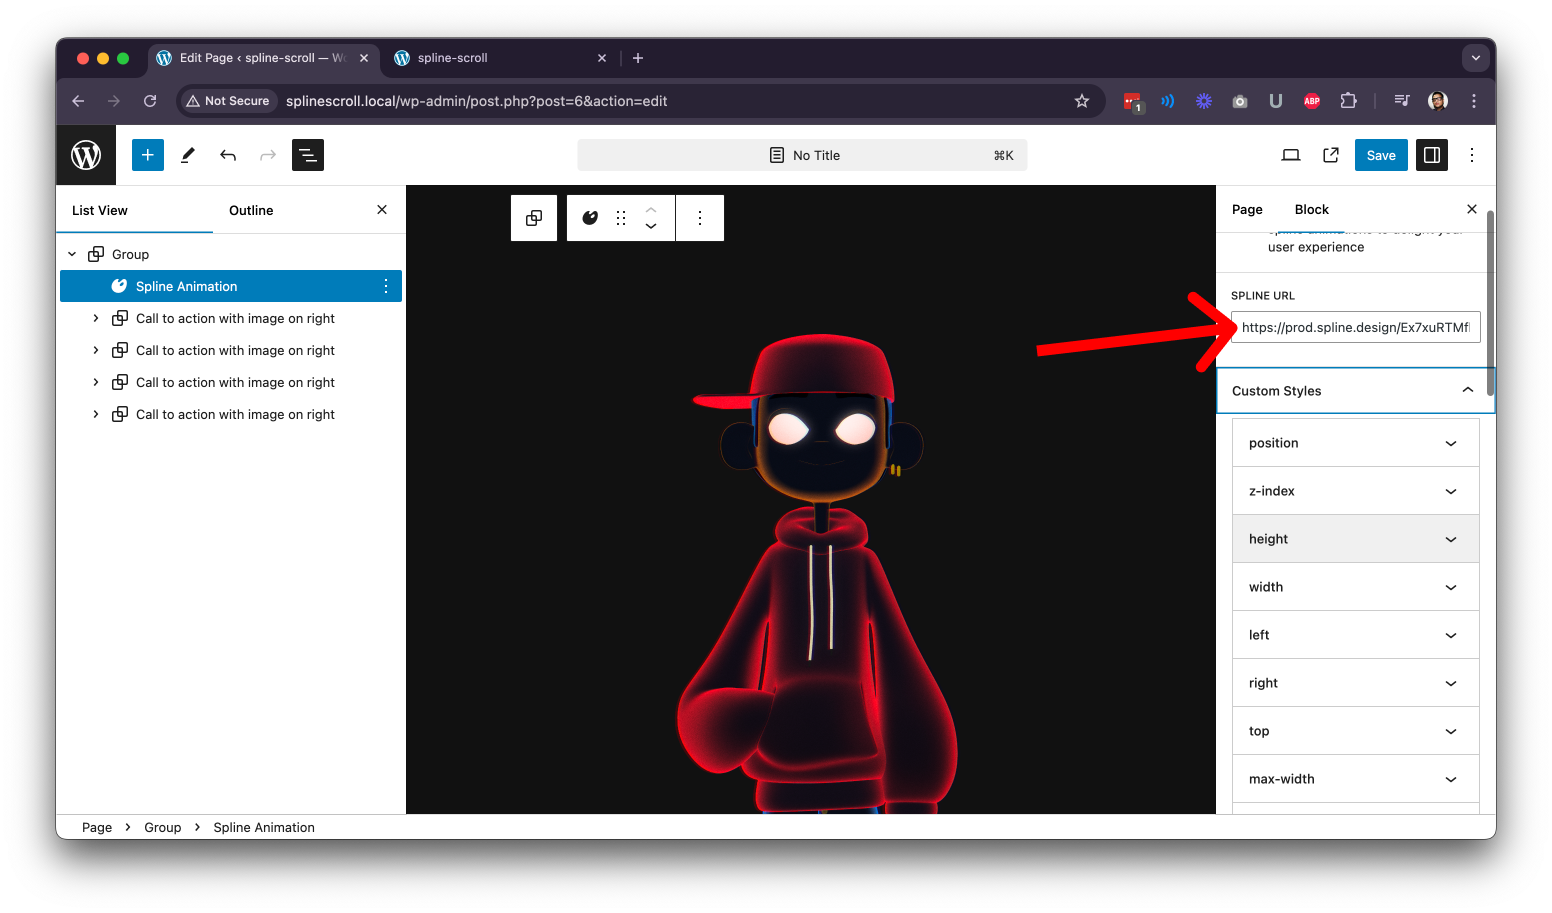 Edit Page ‹ spline-scroll — Wo
spline-scroll
Not Secure
splinescroll.local/wp-admin/post.php?post=6&action=edit
1
U
ABP
No Title
⌘K
Save
List View
Outline
Page
Block
user experience
Group
Spline Animation
Call to action with image on right
Call to action with image on right
Call to action with image on right
Call to action with image on right
SPLINE URL
https://prod.spline.design/Ex7xuRTMf
Custom Styles
position
z-index
height
width
left
right
top
max-width
Page › Group › Spline Animation